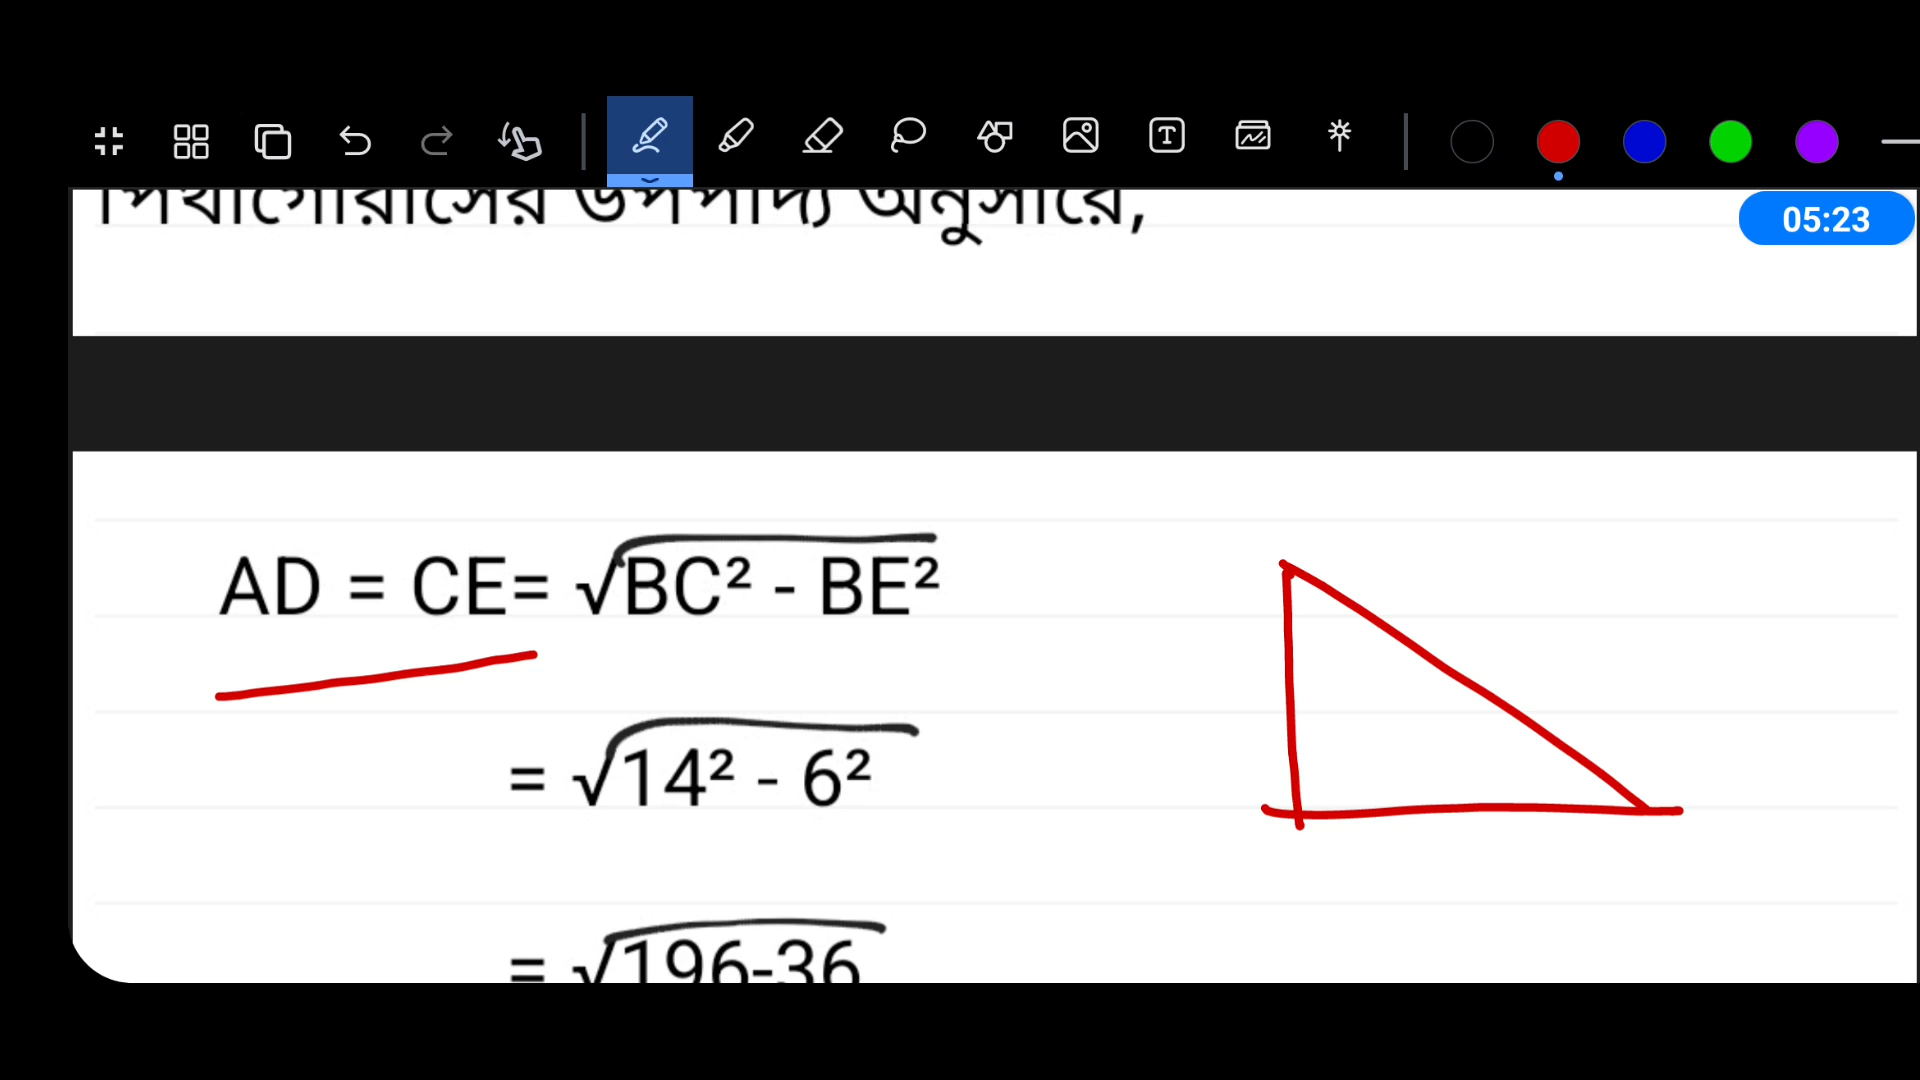 পিথাগোরাসের উপপাদ্য অনুসারে,
05:23
AD = CE= √BC² - BE²
= √14² - 6²
= √196-36